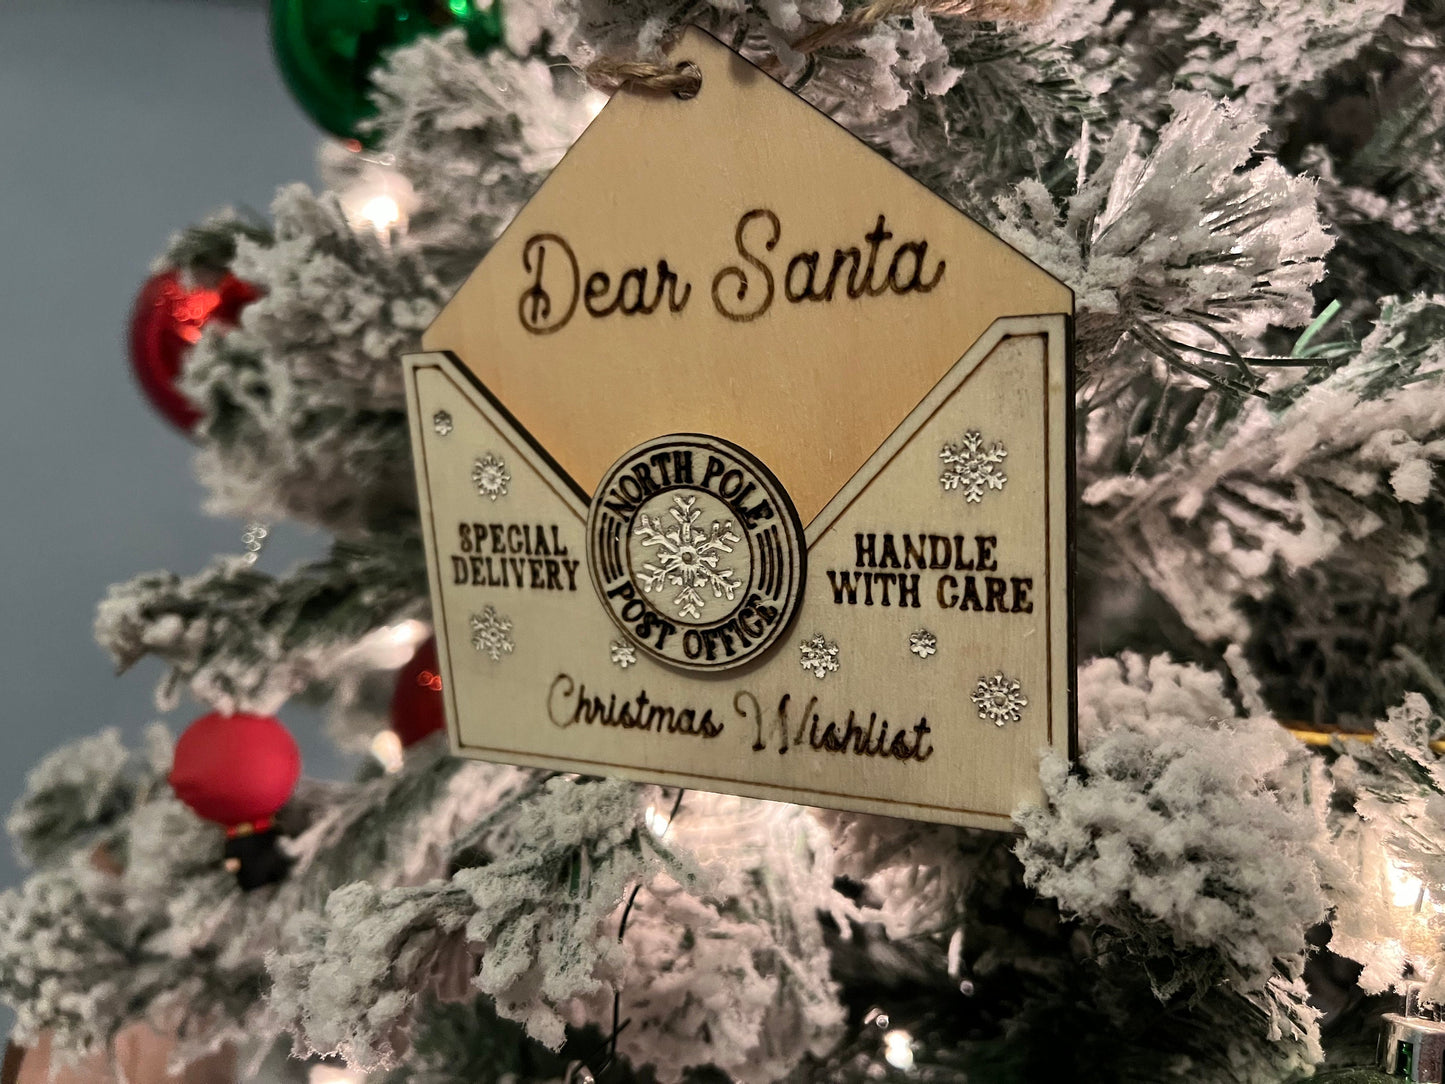 Dear Santa
NORTH POLE
POST OFFICE
SPECIAL
DELIVERY
HANDLE
WITH CARE
Christmas Wishlist